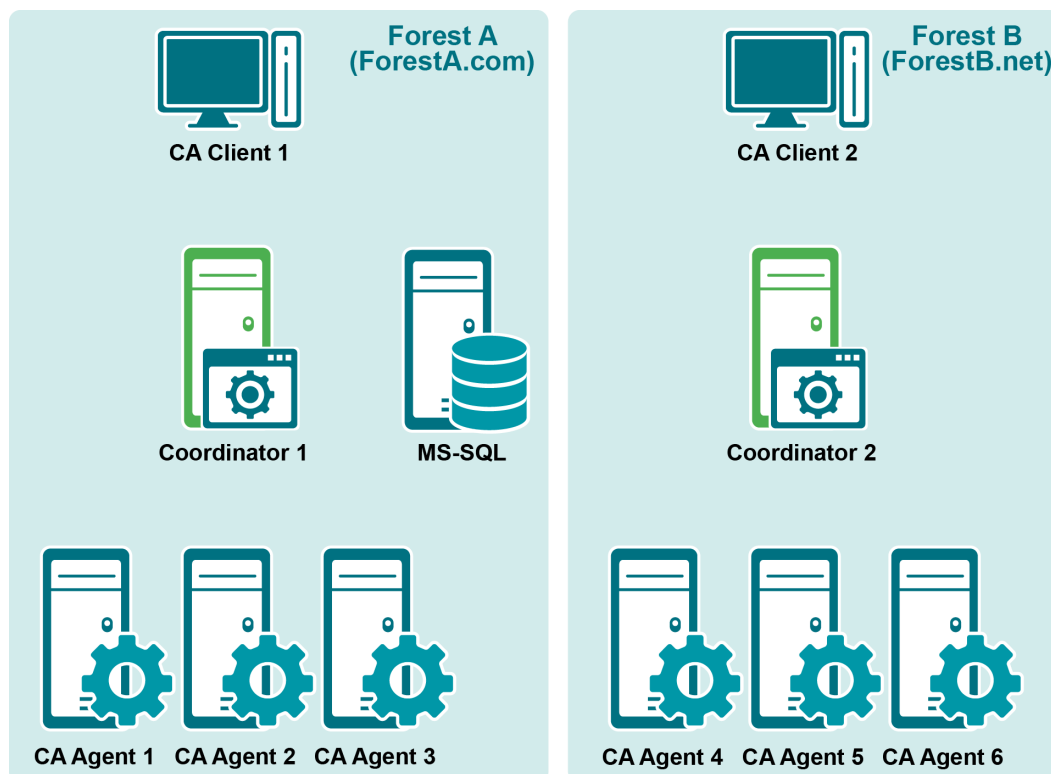 Forest A
(ForestA.com)
CA Client 1
Coordinator 1
MS-SQL
CA Agent 1
CA Agent 2
CA Agent 3
Forest B
(ForestB.net)
CA Client 2
Coordinator 2
CA Agent 4
CA Agent 5
CA Agent 6